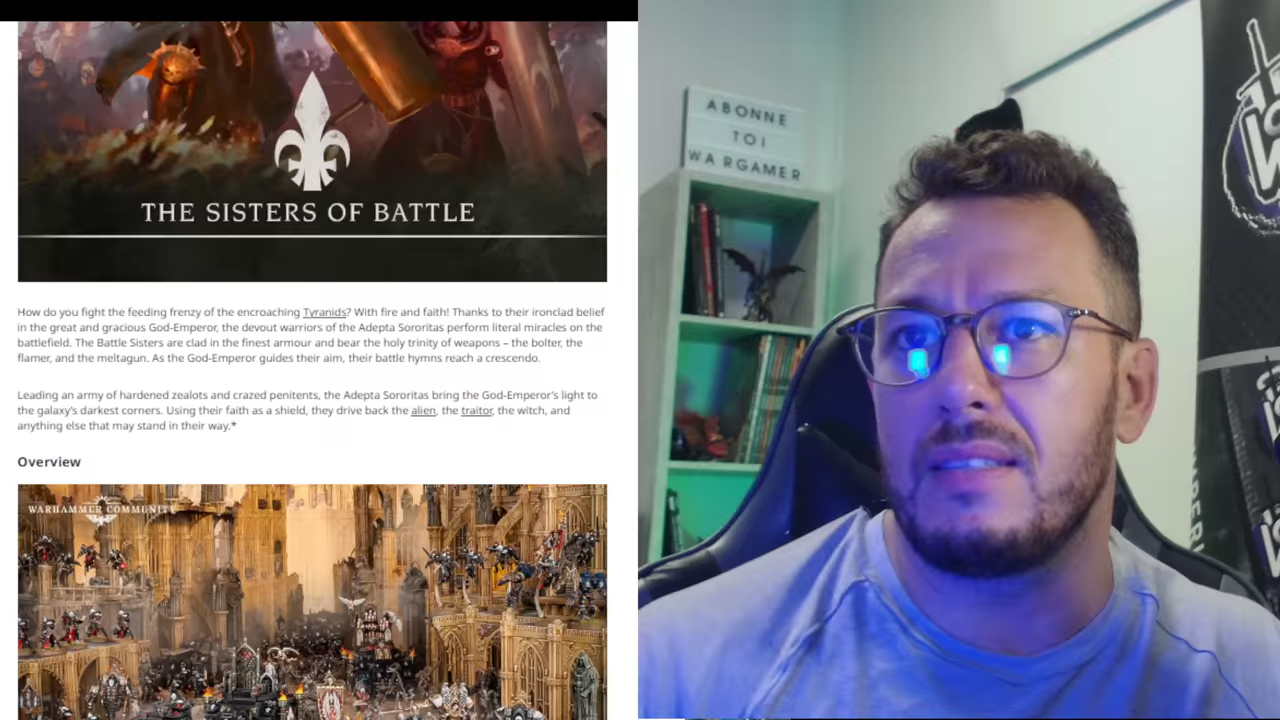 THE SISTERS OF BATTLE
How do you fight the feeding frenzy of the encroaching Tyranids? With fire and faith! Thanks to their ironclad belief
in the great and gracious God-Emperor, the devout warriors of the Adepta Sororitas perform literal miracles on the
battlefield. The Battle Sisters are clad in the finest armour and bear the holy trinity of weapons – the bolter, the
flamer, and the meltagun. As the God-Emperor guides their aim, their battle hymns reach a crescendo.
Leading an army of hardened zealots and crazed penitents, the Adepta Sororitas bring the God-Emperor's light to
the galaxy's darkest corners. Using their faith as a shield, they drive back the alien, the traitor, the witch, and
anything else that may stand in their way.*
Overview
WARHAMMER COMMUNITY
ABONNE
TOI
WARGAMER